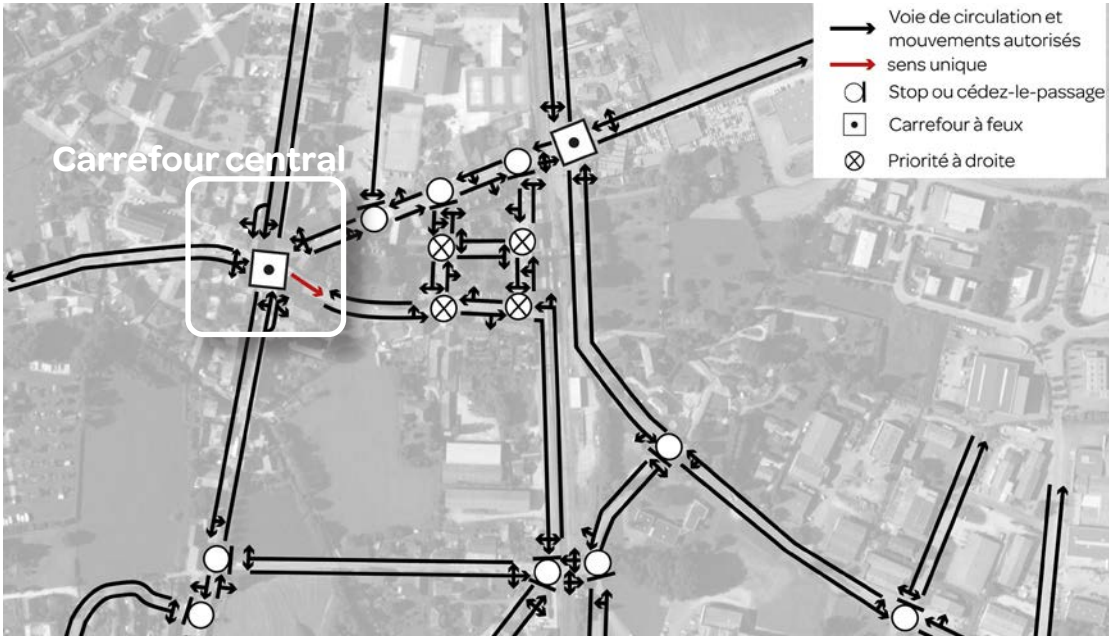 Voie de circulation et
mouvements autorisés
sens unique
Stop ou cédez-le-passage
Carrefour à feux
Priorité à droite
Carrefour central